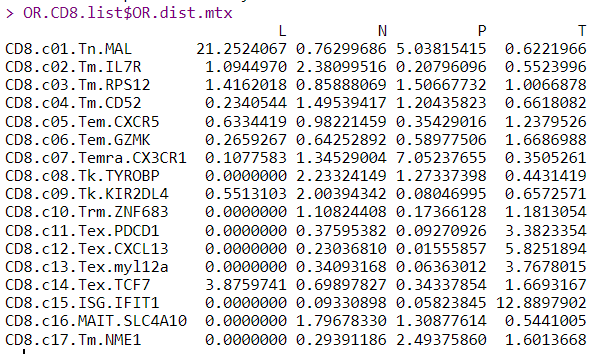 > OR.CD8.list$OR.dist.mtx
L N P T
CD8.c01.Tn.MAL 21.2524067 0.76299686 5.03815415 0.6221966
CD8.c02.Tm.IL7R 1.0944970 2.38099516 0.20796096 0.5523996
CD8.c03.Tm.RPS12 1.4162018 0.85888069 1.50667732 1.0066878
CD8.c04.Tm.CD52 0.2340544 1.49539417 1.20435823 0.6618082
CD8.c05.Tem.CXCR5 0.6334419 0.98221459 0.35429016 1.2379526
CD8.c06.Tem.GZMK 0.2659267 0.64252892 0.58977506 1.6686988
CD8.c07.Temra.CX3CR1 0.1077583 1.34529004 7.05237655 0.3505261
CD8.c08.Tk.TYROBP 0.0000000 2.23324149 1.27337398 0.4431419
CD8.c09.Tk.KIR2DL4 0.5513103 2.00394342 0.08046995 0.6572571
CD8.c10.Trm.ZNF683 0.0000000 1.10824408 0.17366128 1.1813054
CD8.c11.Tex.PDCD1 0.0000000 0.37595382 0.09270926 3.3823354
CD8.c12.Tex.CXCL13 0.0000000 0.23036810 0.01555857 5.8251894
CD8.c13.Tex.myl12a 0.0000000 0.34093168 0.06363012 3.7678015
CD8.c14.Tex.TCF7 3.8759741 0.69897827 0.34337854 1.6693167
CD8.c15.ISG.IFIT1 0.0000000 0.09330898 0.05823845 12.8897902
CD8.c16.MAIT.SLC4A10 0.0000000 1.79678330 1.30877614 0.5441005
CD8.c17.Tm.NME1 0.0000000 0.29391186 2.49375860 1.6013668